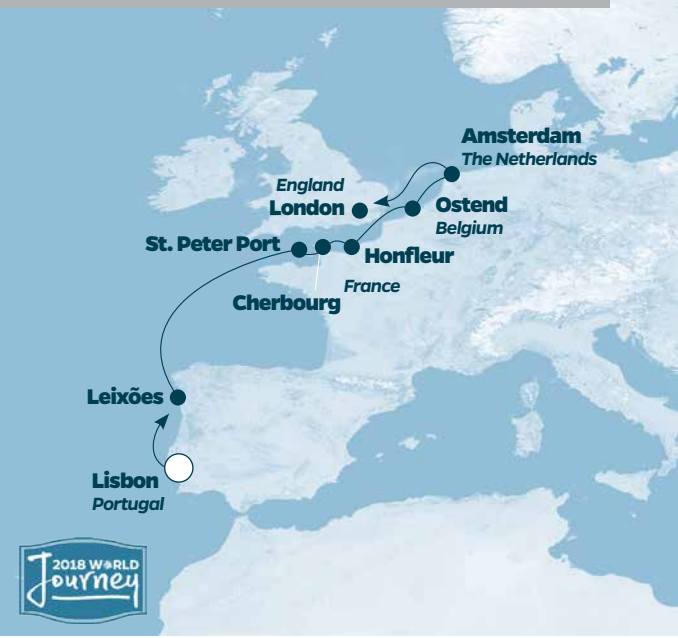 Amsterdam
The Netherlands
England
London
Ostend
Belgium
St. Peter Port
Honfleur
France
Cherbourg
Leixões
Lisbon
Portugal
2018 WORLD
Journey